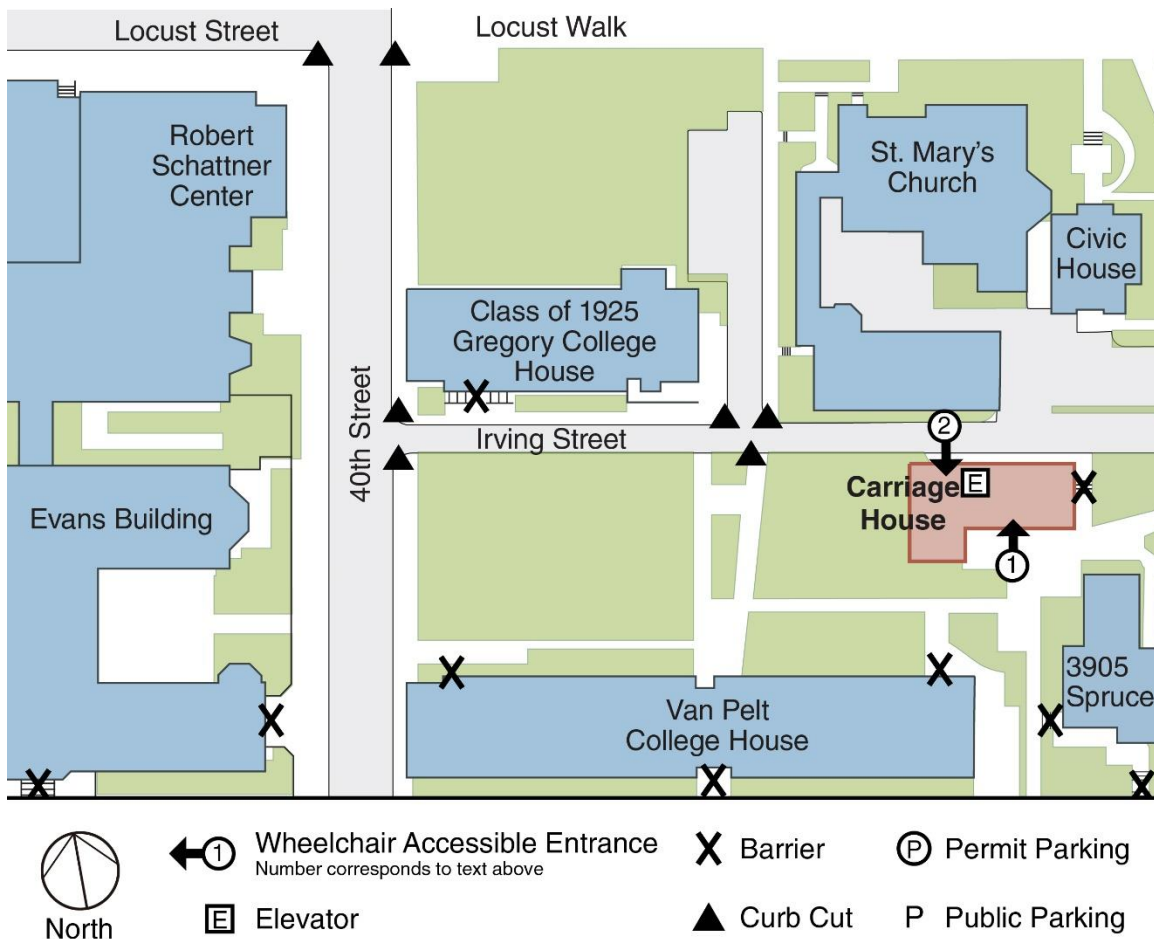 Locust Street
Locust Walk
Robert
Schattner
Center
St. Mary's
Church
Civic
House
Class of 1925
Gregory College
House
40th Street
Irving Street
2
Carriage
House
E
1
Evans Building
3905
Spruce
Van Pelt
College House
1
Wheelchair Accessible Entrance
Number corresponds to text above
Barrier
P
Permit Parking
North
E
Elevator
Curb Cut
P
Public Parking